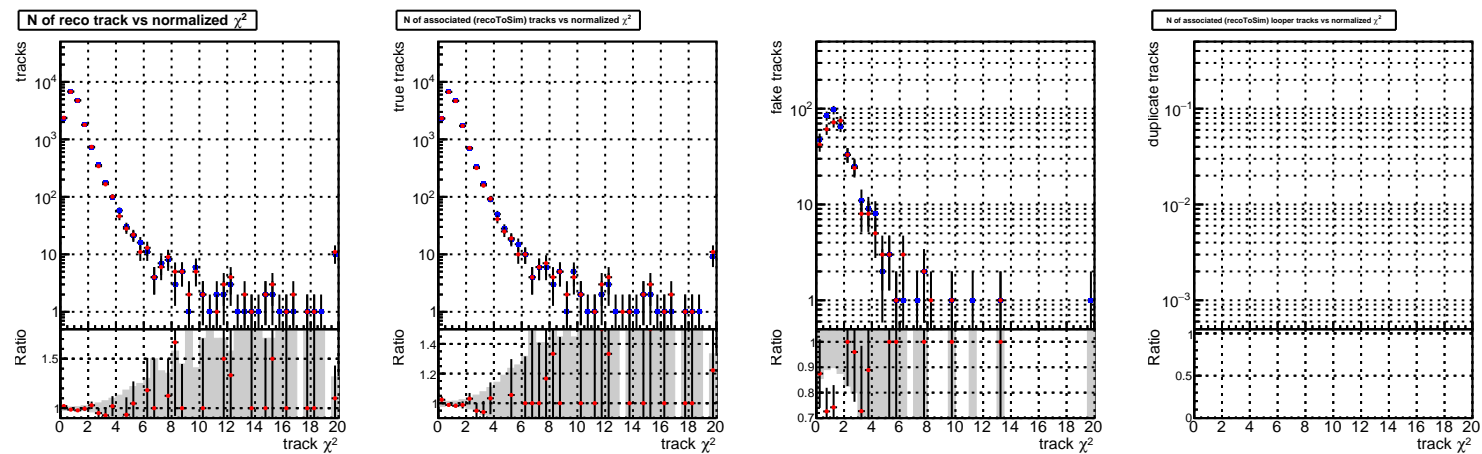 N of reco track vs normalized χ²
tracks
10⁴
10³
10²
10
1
Ratio
1.5
1
0 2 4 6 8 10 12 14 16 18 20
track χ²
N of associated (recoToSim) tracks vs normalized χ²
true tracks
10⁴
10³
10²
10
1
Ratio
1.4
1.2
1
0 2 4 6 8 10 12 14 16 18 20
track χ²
fake tracks
10²
10
1
Ratio
1
0.9
0.8
0.7
0 2 4 6 8 10 12 14 16 18 20
track χ²
N of associated (recoToSim) looper tracks vs normalized χ²
duplicate tracks
10⁻¹
10⁻²
10⁻³
Ratio
1
0.5
0
0 2 4 6 8 10 12 14 16 18 20
track χ²